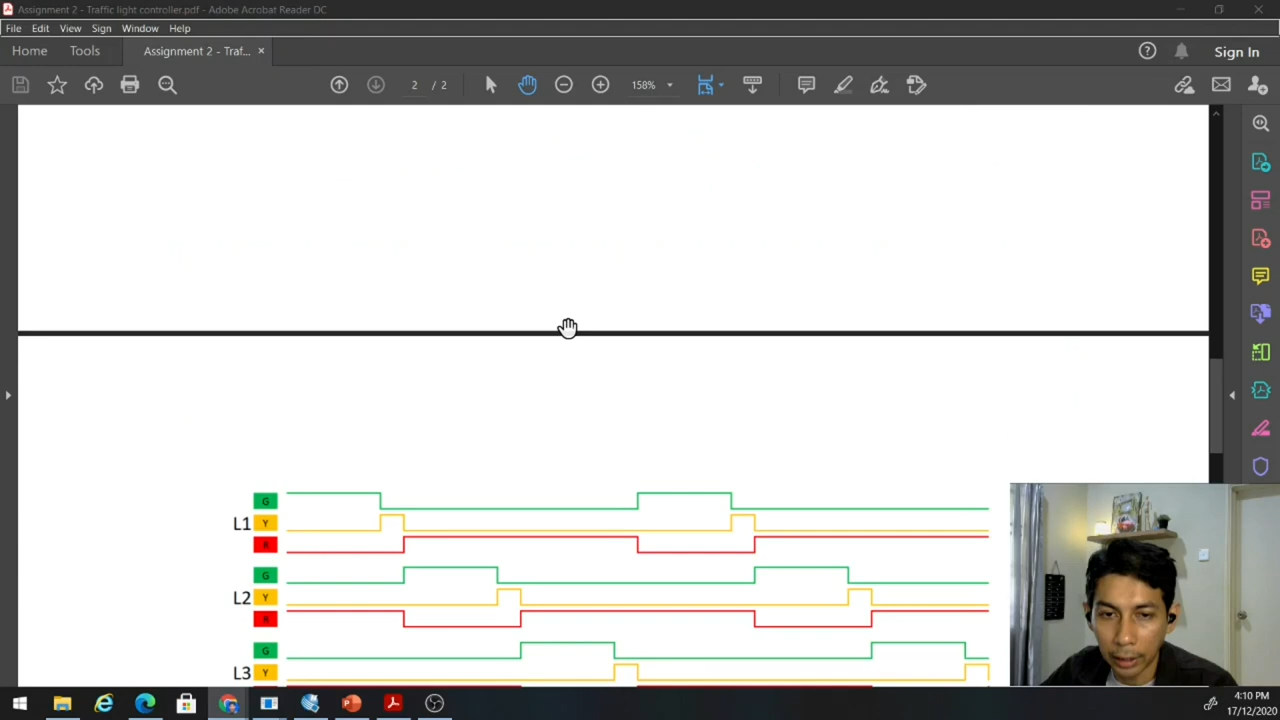 Assignment 2 - Traffic light controller.pdf - Adobe Acrobat Reader DC
File Edit View Sign Window Help
Home Tools Assignment 2 - Traf... ×
Sign In
2 / 2
158%
G
L1 Y
R
G
L2 Y
R
G
L3 Y
4:10 PM
17/12/2020